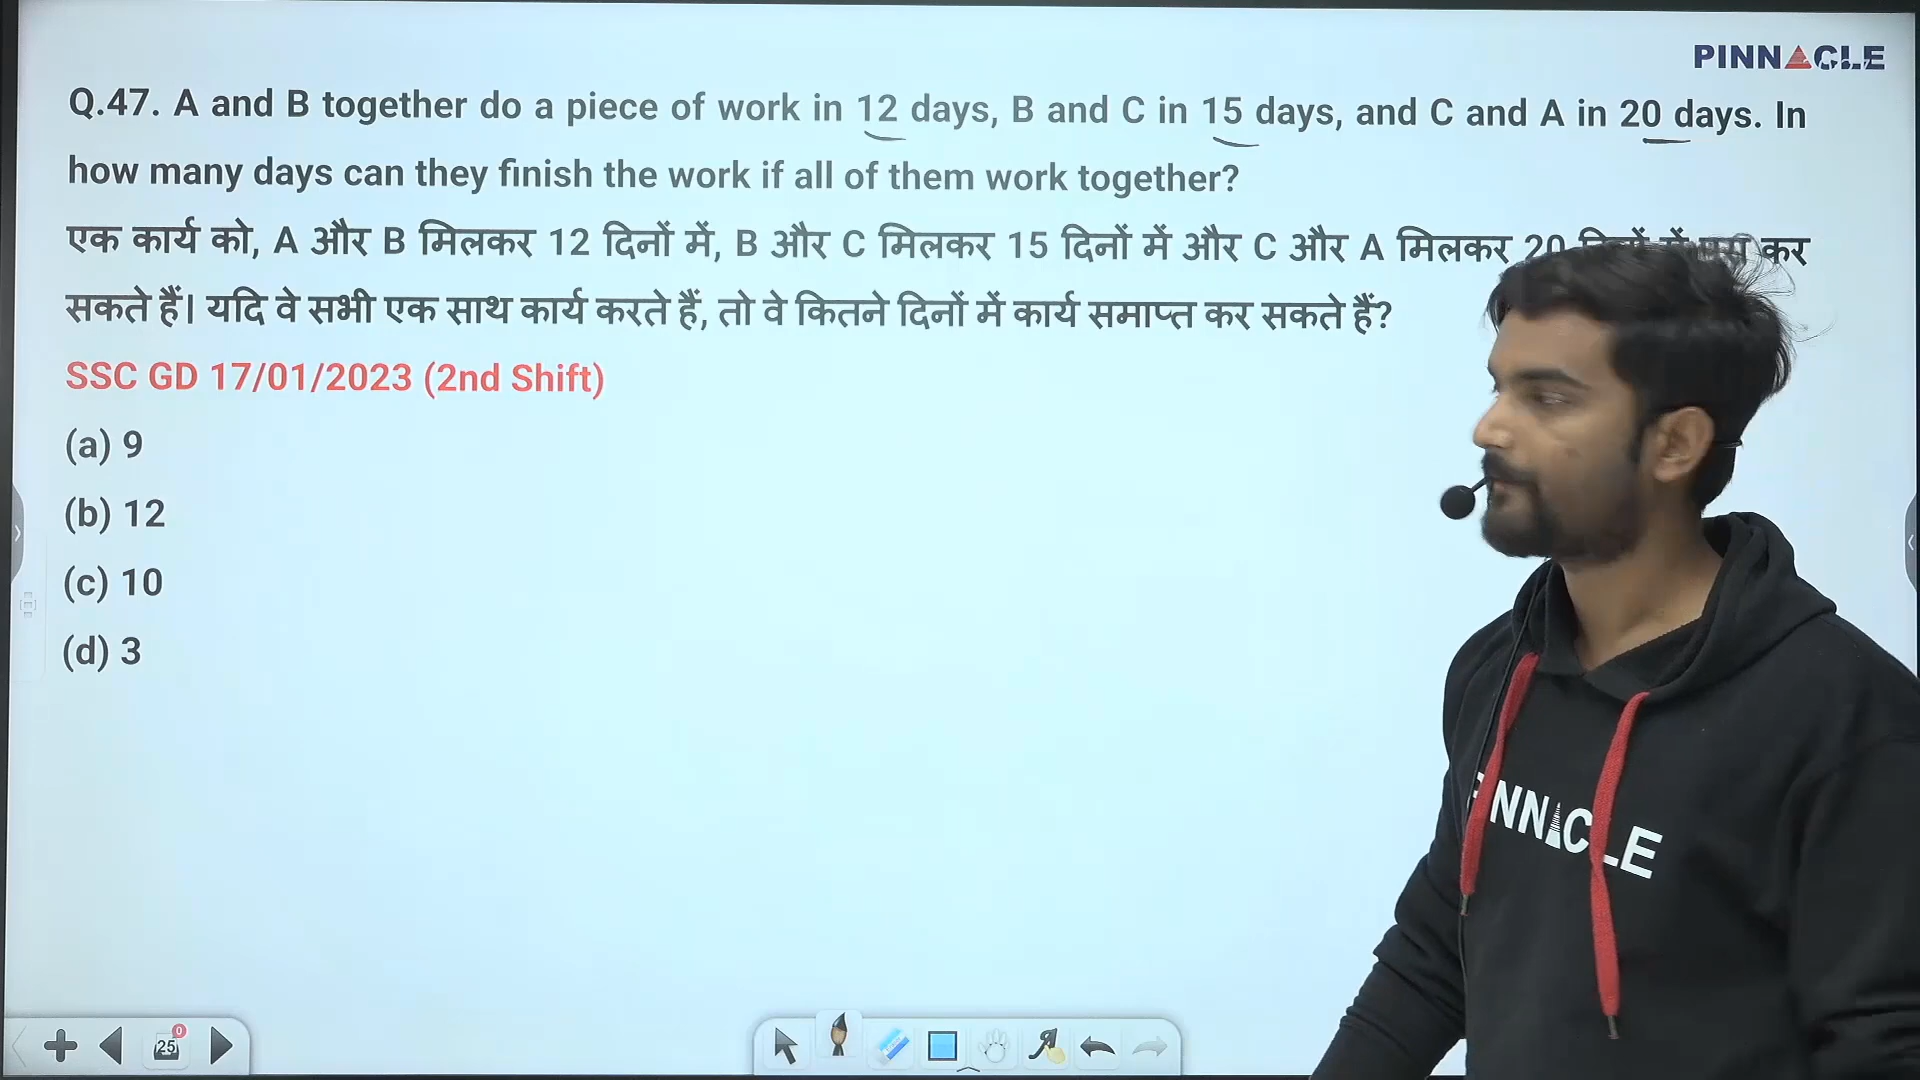 PINNACLE
Q.47. A and B together do a piece of work in 12 days, B and C in 15 days, and C and A in 20 days. In
how many days can they finish the work if all of them work together?
एक कार्य को, A और B मिलकर 12 दिनों में, B और C मिलकर 15 दिनों में और C और A मिलकर 20 कर
सकते हैं। यदि वे सभी एक साथ कार्य करते हैं, तो वे कितने दिनों में कार्य समाप्त कर सकते हैं?
SSC GD 17/01/2023 (2nd Shift)
(a) 9
(b) 12
(c) 10
(d) 3
PINNACLE
25
0